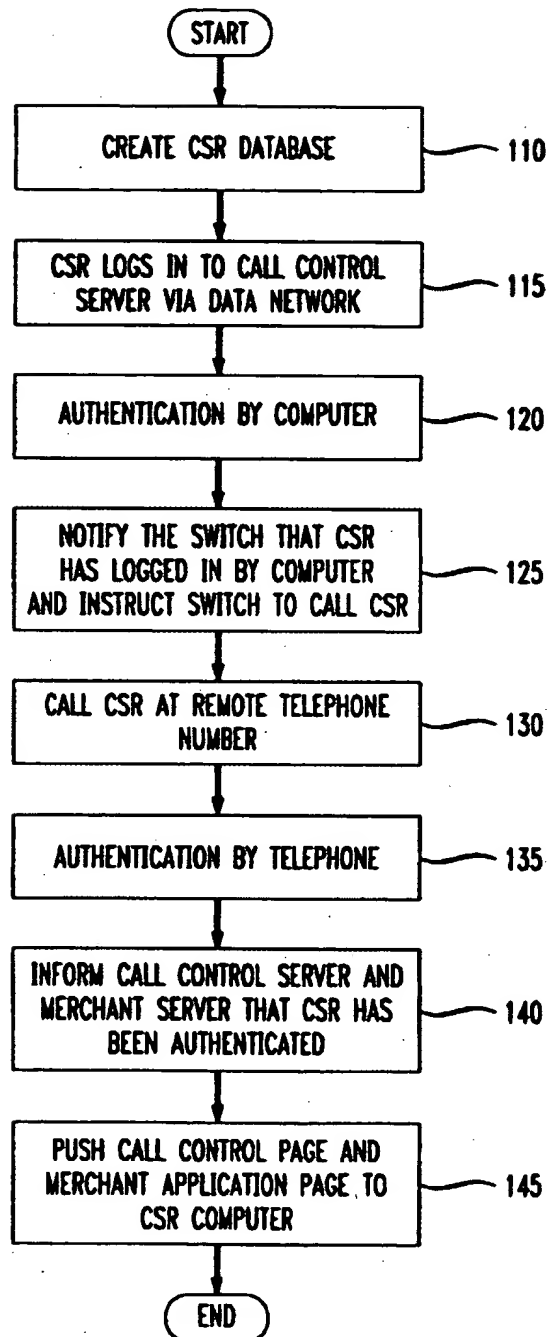 START
CREATE CSR DATABASE
110
CSR LOGS IN TO CALL CONTROL
SERVER VIA DATA NETWORK
115
AUTHENTICATION BY COMPUTER
120
NOTIFY THE SWITCH THAT CSR
HAS LOGGED IN BY COMPUTER
AND INSTRUCT SWITCH TO CALL CSR
125
CALL CSR AT REMOTE TELEPHONE
NUMBER
130
AUTHENTICATION BY TELEPHONE
135
INFORM CALL CONTROL SERVER AND
MERCHANT SERVER THAT CSR HAS
BEEN AUTHENTICATED
140
PUSH CALL CONTROL PAGE AND
MERCHANT APPLICATION PAGE TO
CSR COMPUTER
145
END